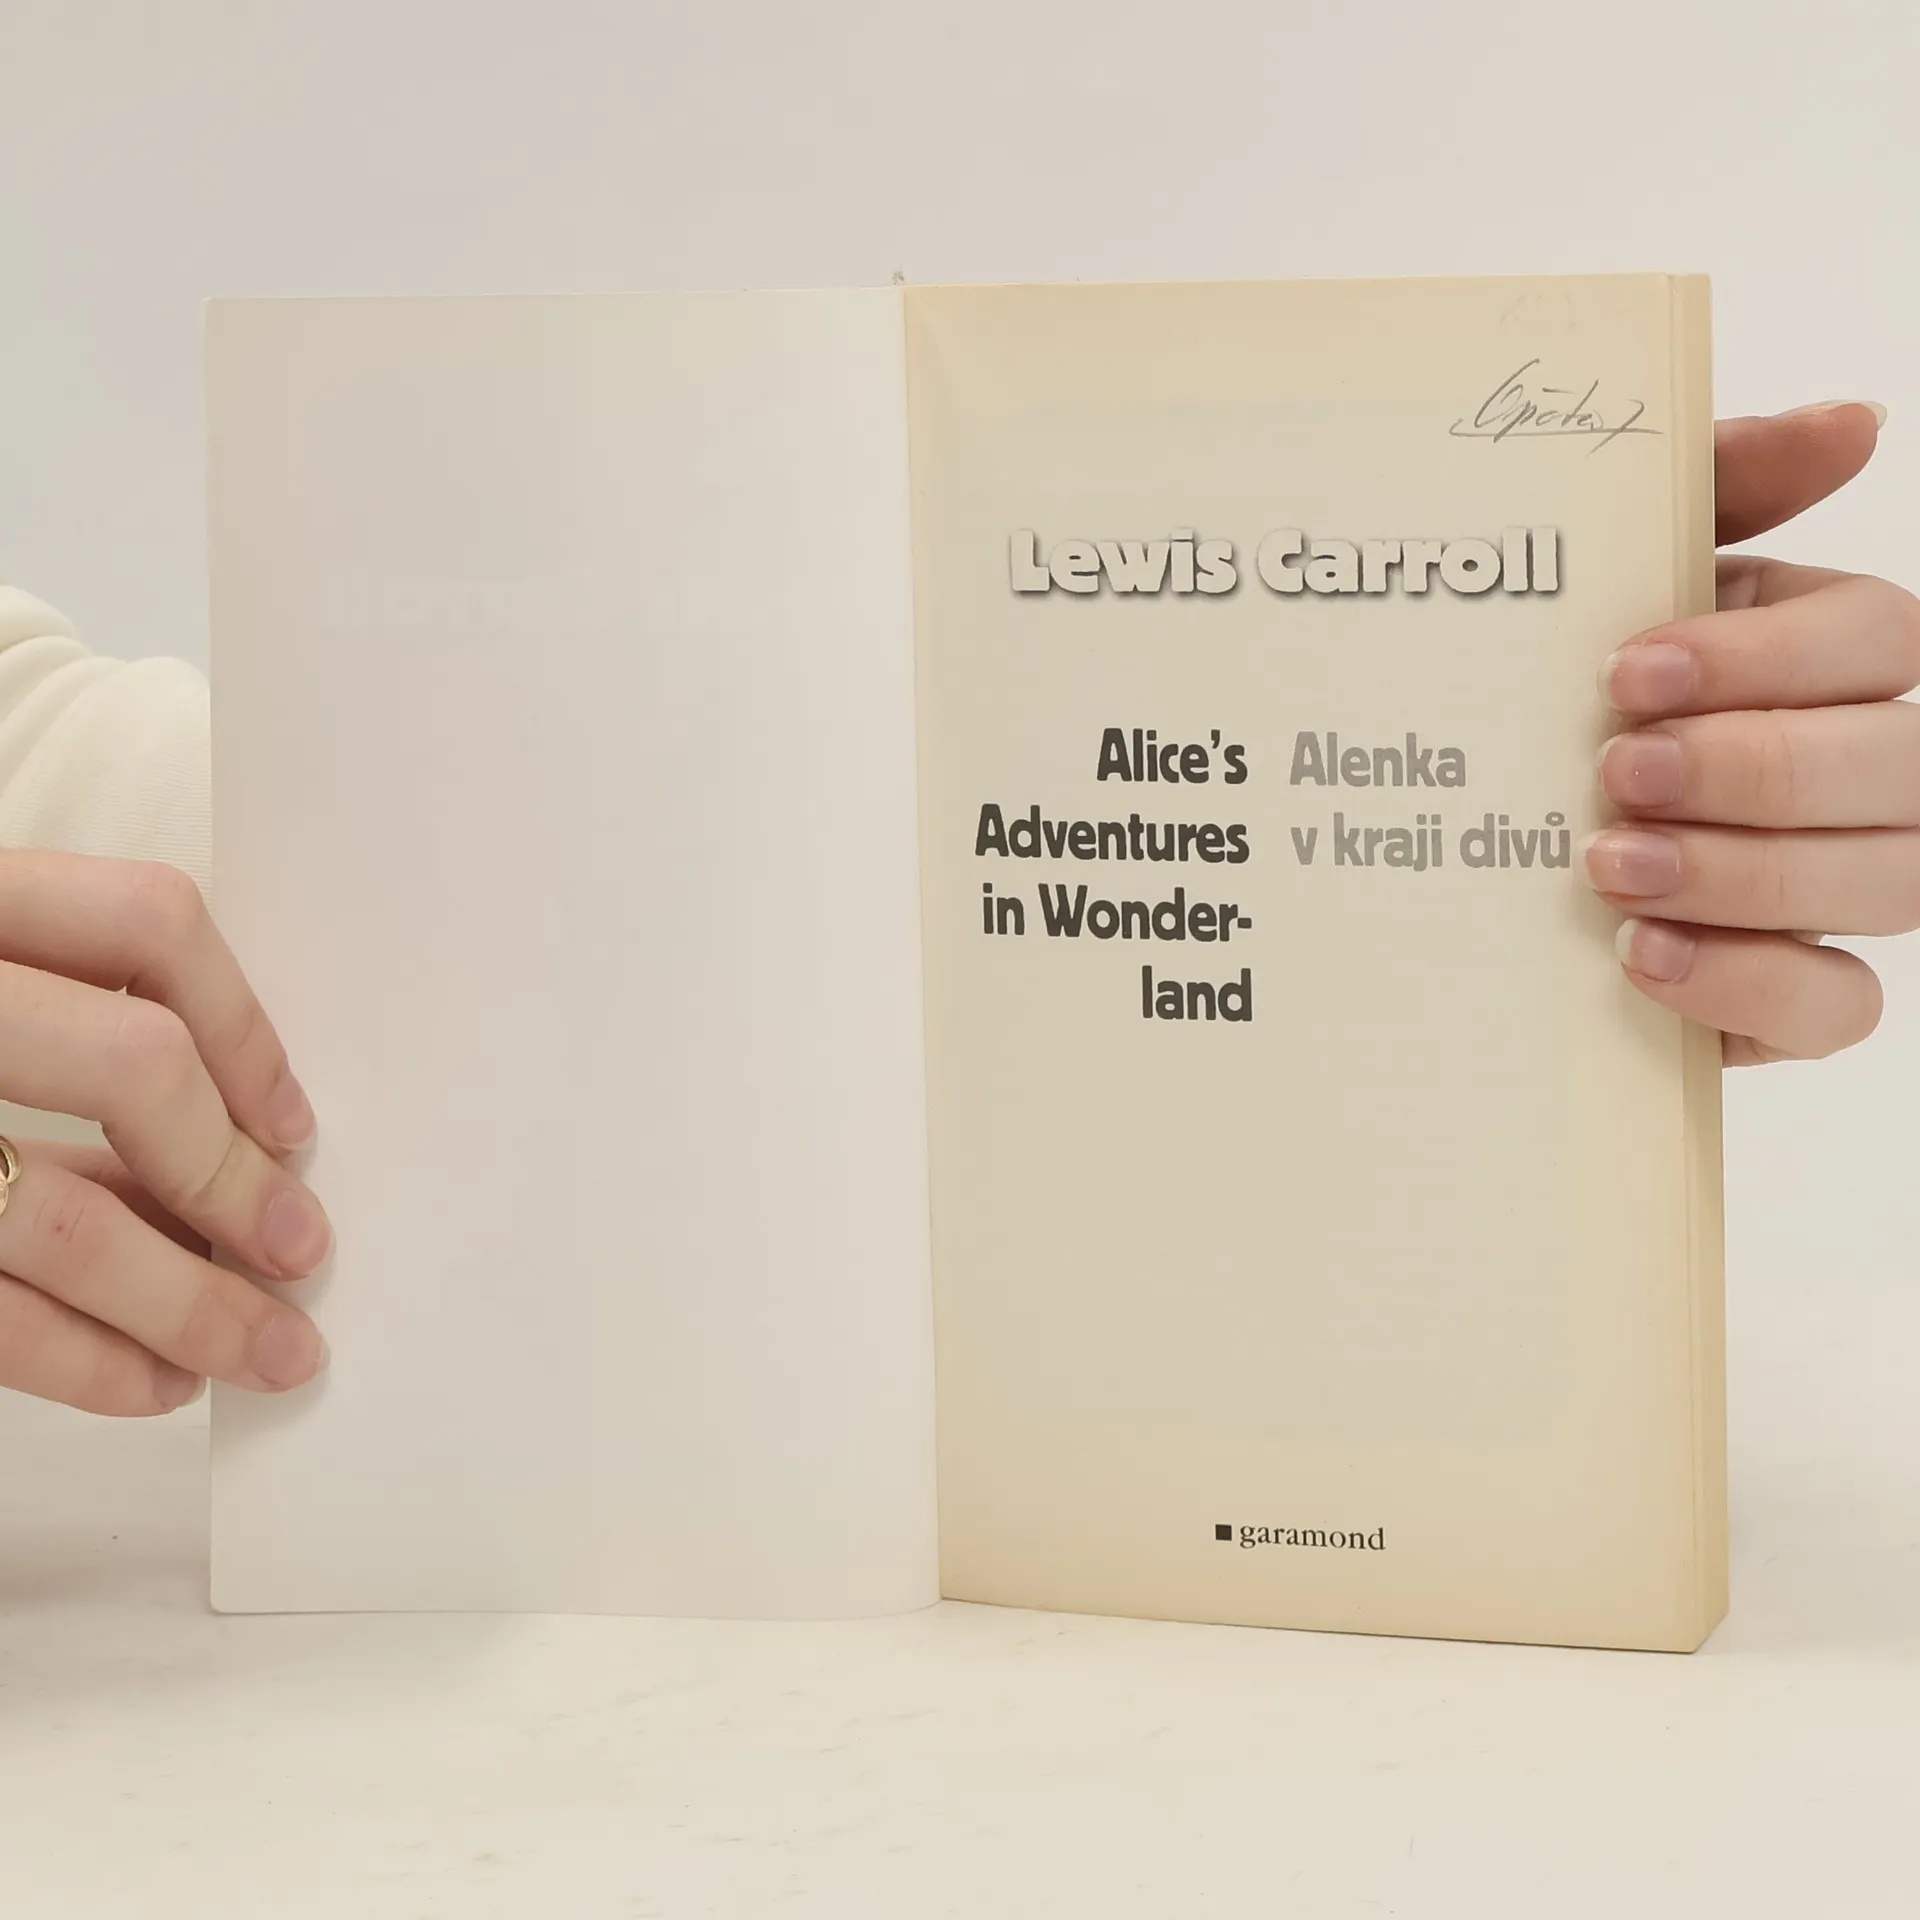 Lewis Carroll
Alice's
Adventures
in Wonder-
land
Alenka
v kraji divů
garamond